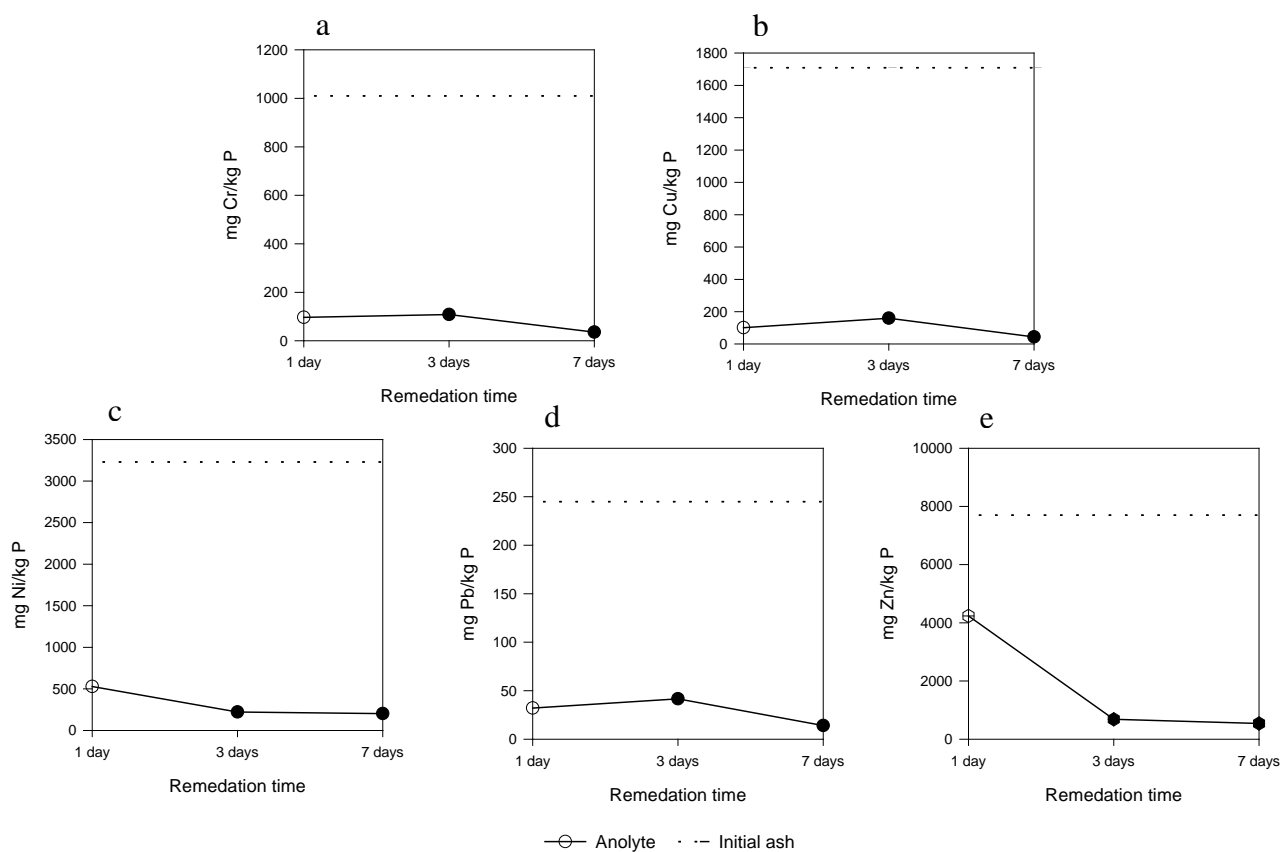 a
1200
1000
800
600
400
200
0
mg Cr/kg P
1 day 3 days 7 days
Remedation time
b
1800
1600
1400
1200
1000
800
600
400
200
0
mg Cu/kg P
1 day 3 days 7 days
Remedation time
c
3500
3000
2500
2000
1500
1000
500
0
mg Ni/kg P
1 day 3 days 7 days
Remedation time
d
300
250
200
150
100
50
0
mg Pb/kg P
1 day 3 days 7 days
Remedation time
e
10000
8000
6000
4000
2000
0
mg Zn/kg P
1 day 3 days 7 days
Remedation time
Anolyte Initial ash